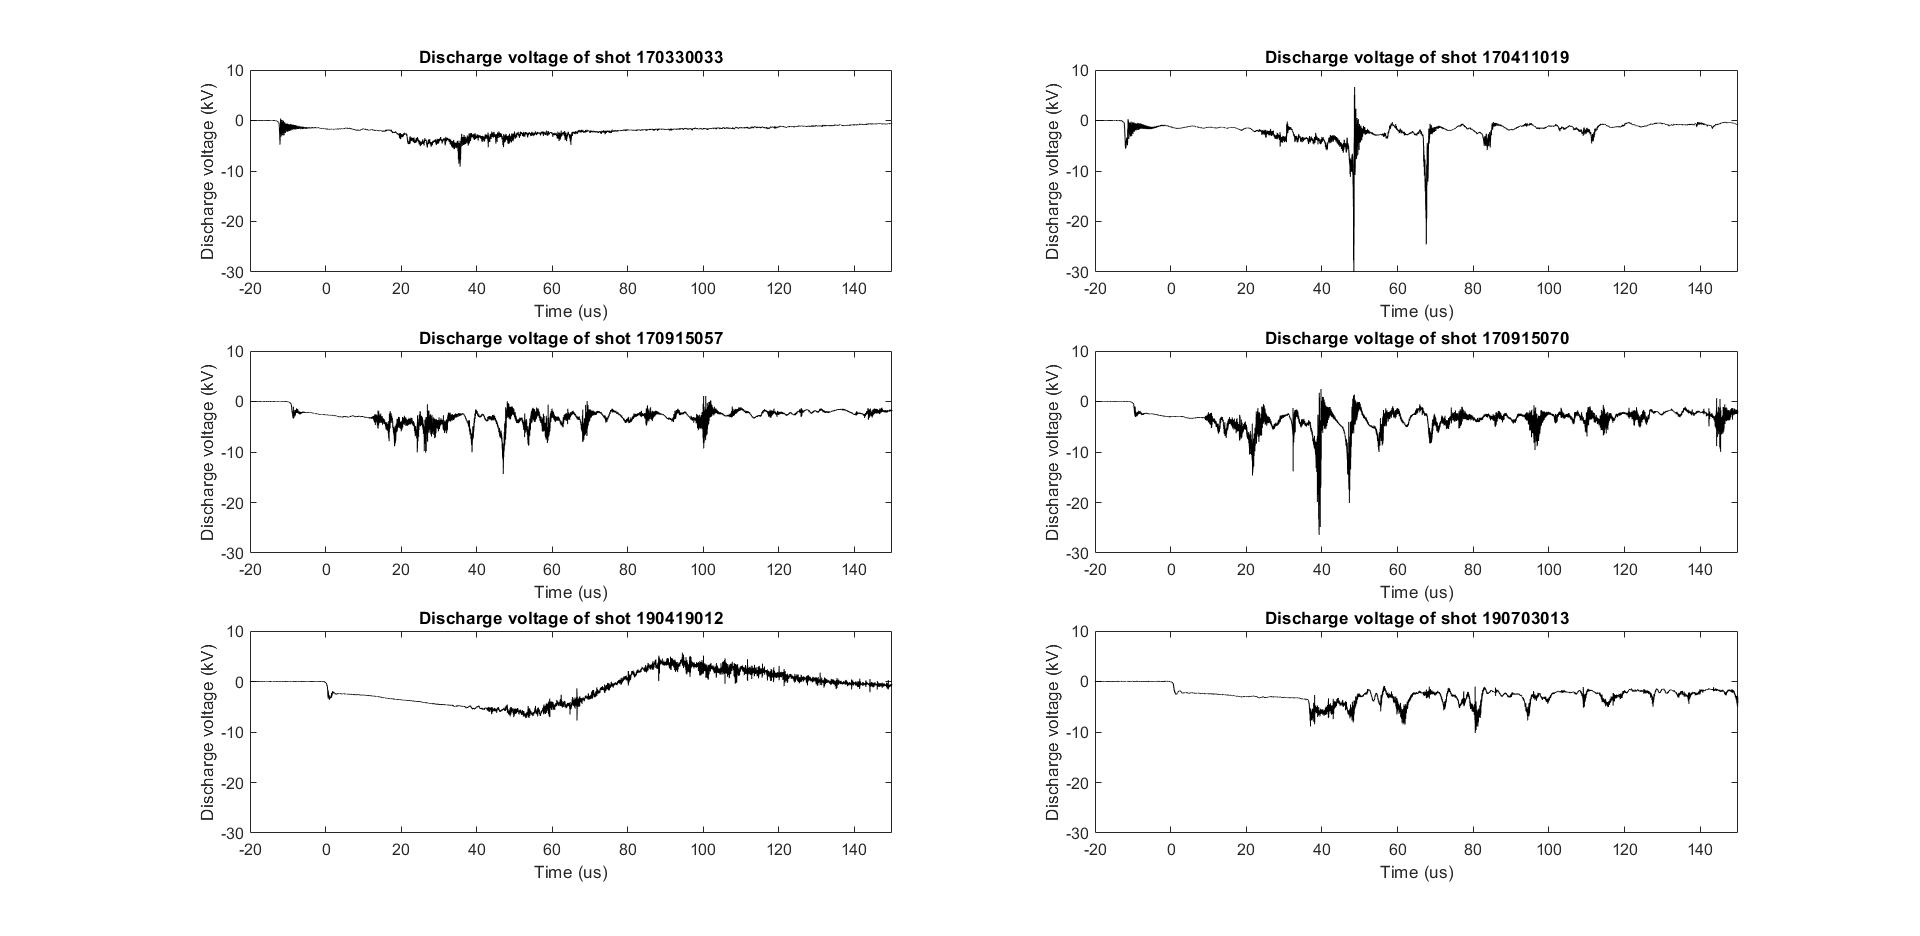 Discharge voltage of shot 170330033
10
0
-10
-20
-30
Discharge voltage (kV)
-20 0 20 40 60 80 100 120 140
Time (us)
Discharge voltage of shot 170411019
10
0
-10
-20
-30
Discharge voltage (kV)
-20 0 20 40 60 80 100 120 140
Time (us)
Discharge voltage of shot 170915057
10
0
-10
-20
-30
Discharge voltage (kV)
-20 0 20 40 60 80 100 120 140
Time (us)
Discharge voltage of shot 170915070
10
0
-10
-20
-30
Discharge voltage (kV)
-20 0 20 40 60 80 100 120 140
Time (us)
Discharge voltage of shot 190419012
10
0
-10
-20
-30
Discharge voltage (kV)
-20 0 20 40 60 80 100 120 140
Time (us)
Discharge voltage of shot 190703013
10
0
-10
-20
-30
Discharge voltage (kV)
-20 0 20 40 60 80 100 120 140
Time (us)